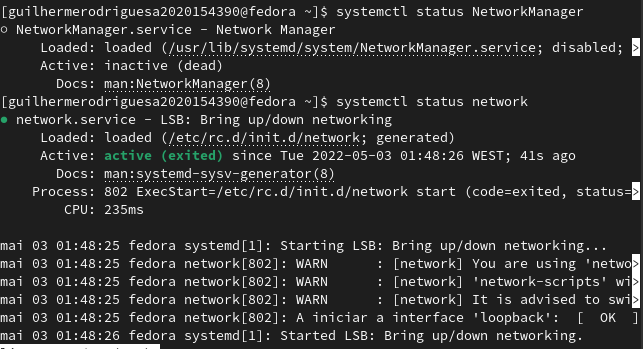 [guilhermerodriguesa2020154390@fedora ~]$ systemctl status NetworkManager
○ NetworkManager.service - Network Manager
Loaded: loaded (/usr/lib/systemd/system/NetworkManager.service; disabled; >
Active: inactive (dead)
Docs: man:NetworkManager(8)
[guilhermerodriguesa2020154390@fedora ~]$ systemctl status network
● network.service - LSB: Bring up/down networking
Loaded: loaded (/etc/rc.d/init.d/network; generated)
Active: active (exited) since Tue 2022-05-03 01:48:26 WEST; 41s ago
Docs: man:systemd-sysv-generator(8)
Process: 802 ExecStart=/etc/rc.d/init.d/network start (code=exited, status=>
CPU: 235ms
mai 03 01:48:25 fedora systemd[1]: Starting LSB: Bring up/down networking...
mai 03 01:48:25 fedora network[802]: WARN : [network] You are using 'netwo>
mai 03 01:48:25 fedora network[802]: WARN : [network] 'network-scripts' wi>
mai 03 01:48:25 fedora network[802]: WARN : [network] It is advised to swi>
mai 03 01:48:25 fedora network[802]: A iniciar a interface 'loopback': [ OK ]
mai 03 01:48:26 fedora systemd[1]: Started LSB: Bring up/down networking.